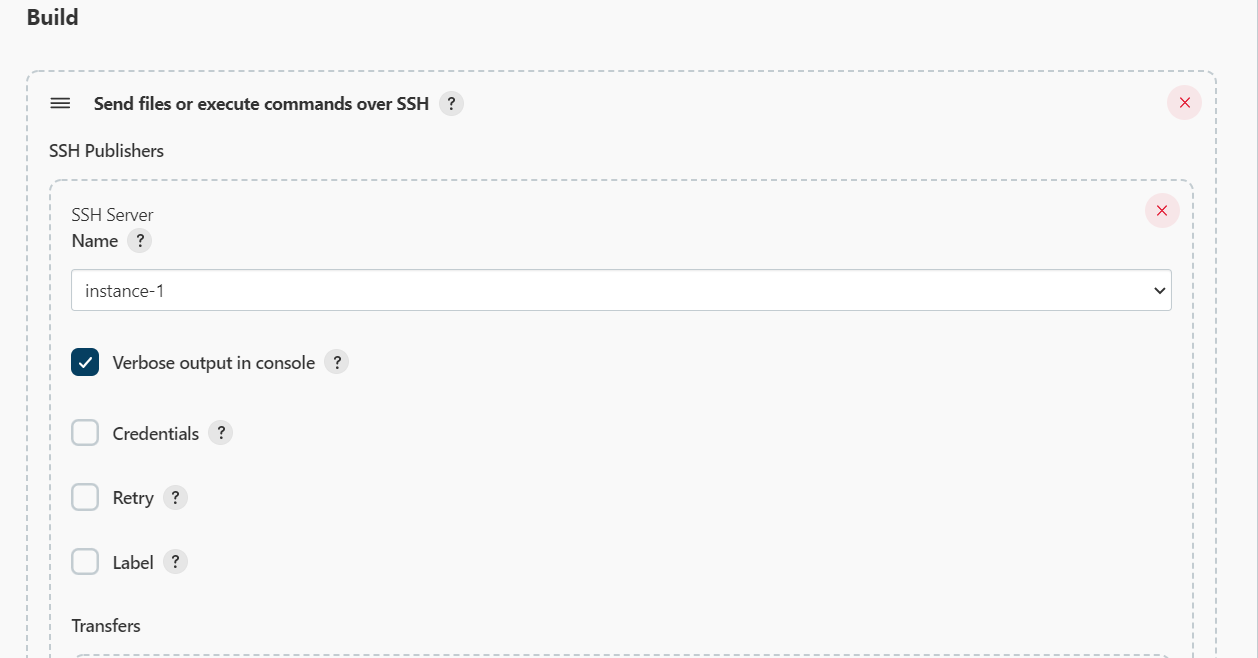 Build
Send files or execute commands over SSH ?
SSH Publishers
SSH Server
Name ?
instance-1
Verbose output in console ?
Credentials ?
Retry ?
Label ?
Transfers